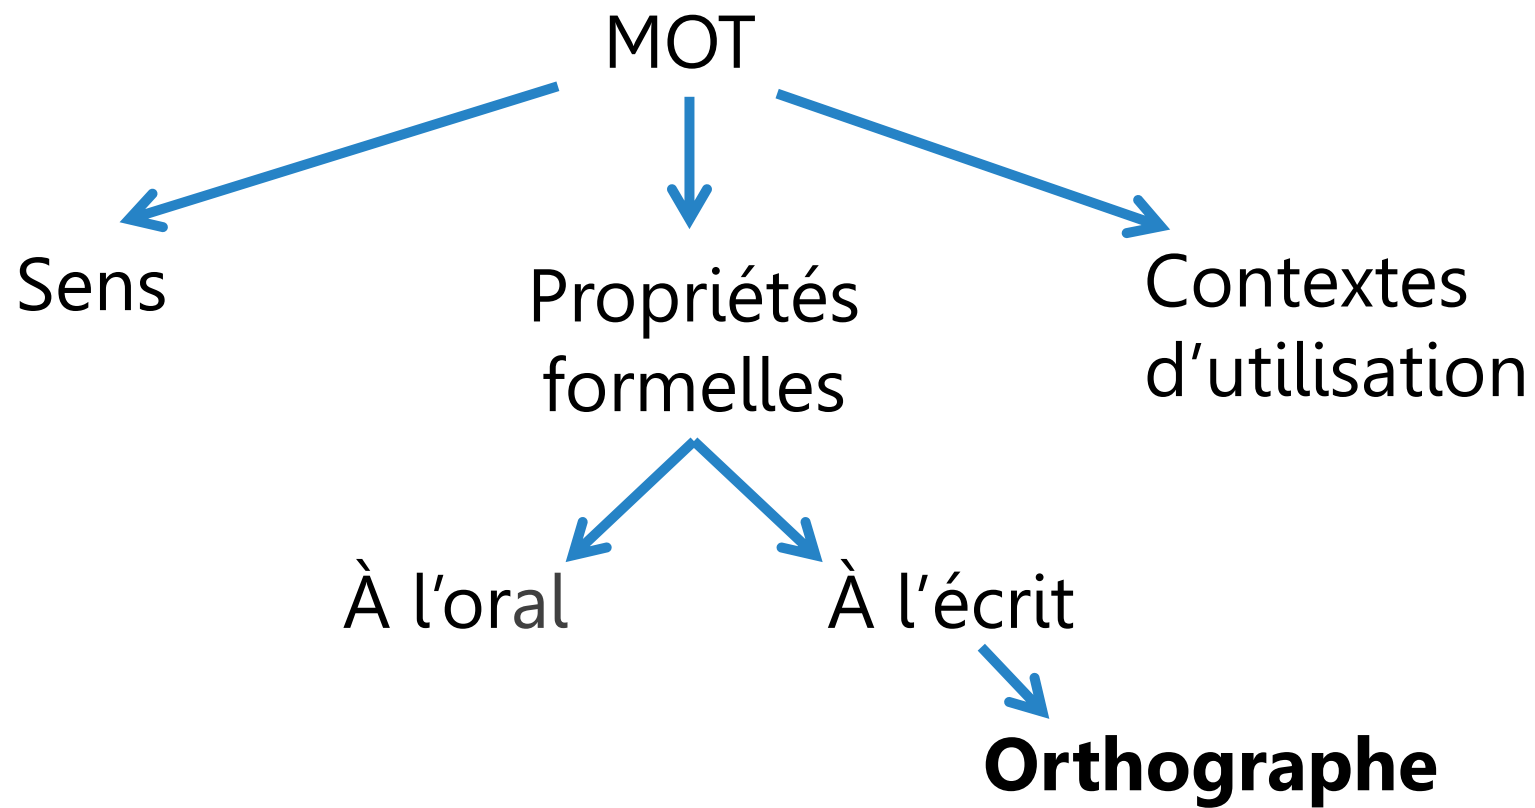 MOT
Sens
Propriétés
formelles
Contextes
d’utilisation
À l’oral
À l’écrit
Orthographe